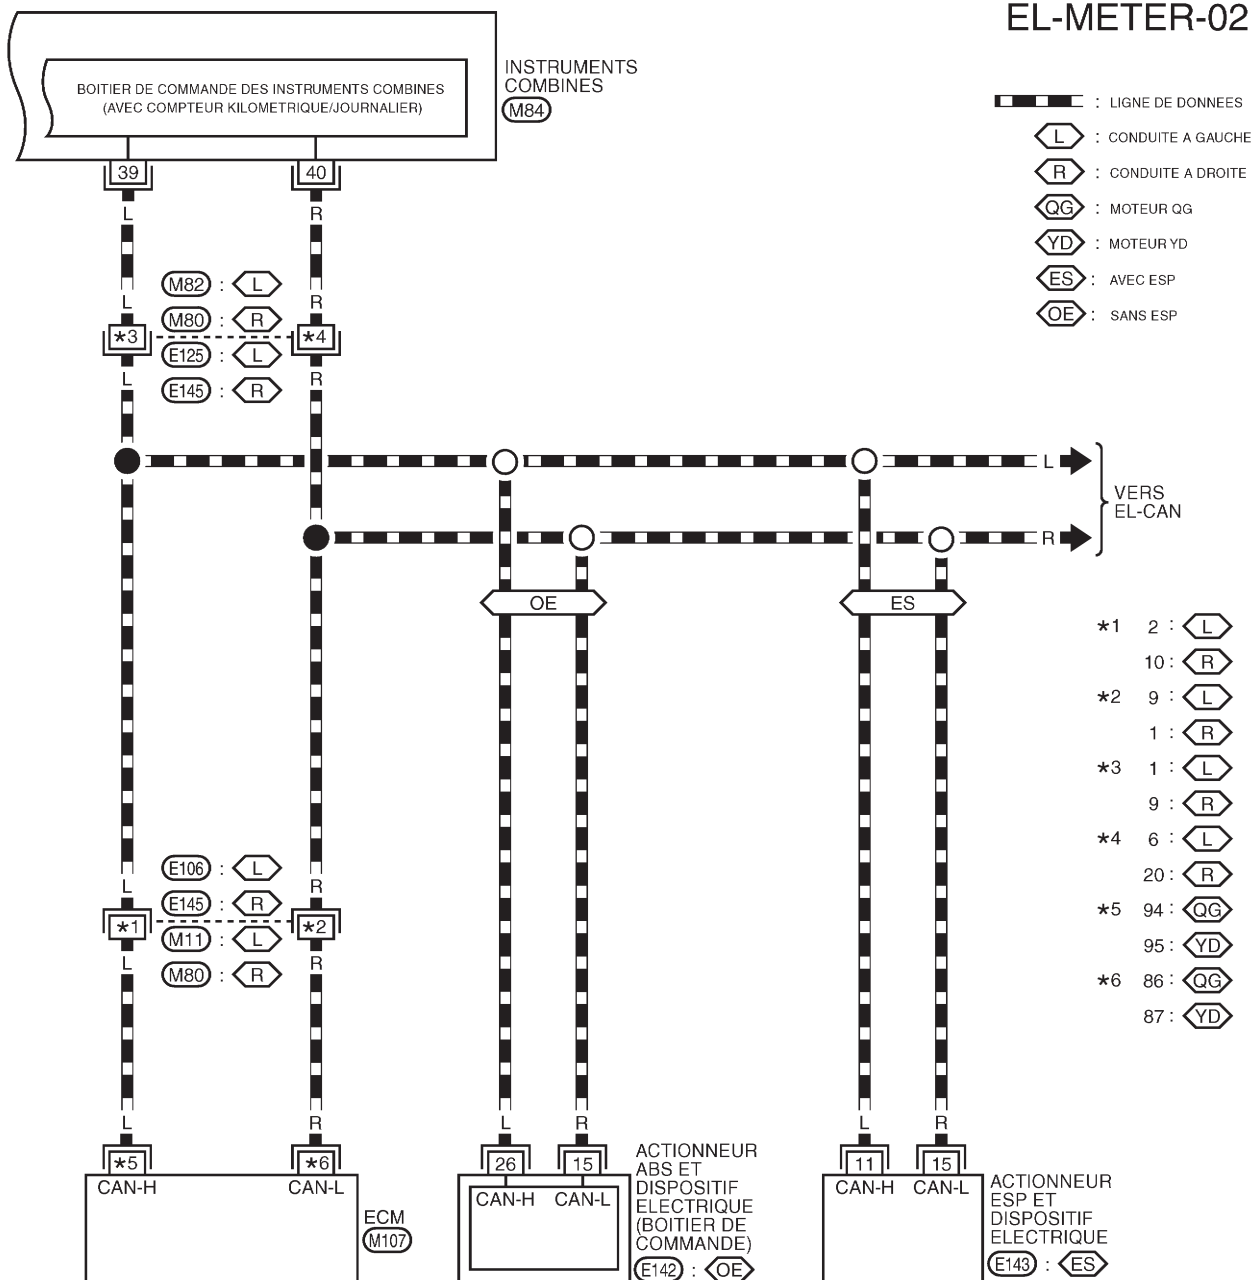 EL-METER-02
BOITIER DE COMMANDE DES INSTRUMENTS COMBINES
(AVEC COMPTEUR KILOMETRIQUE/JOURNALIER)
INSTRUMENTS
COMBINES
M84
: LIGNE DE DONNEES
L : CONDUITE A GAUCHE
R : CONDUITE A DROITE
QG : MOTEUR QG
YD : MOTEUR YD
ES : AVEC ESP
OE : SANS ESP
39 40
L R
M82 : L
L R
M80 : R
★3 ★4
E125 : L
L R
E145 : R
L
VERS
EL-CAN
R
OE ES
★1 2 : L
10 : R
★2 9 : L
1 : R
★3 1 : L
9 : R
★4 6 : L
20 : R
★5 94 : QG
95 : YD
★6 86 : QG
87 : YD
E106 : L
L R
E145 : R
★1 ★2
M11 : L
L R
M80 : R
L R L R L R
★5 ★6 26 15 11 15
CAN-H CAN-L
ECM
M107
CAN-H CAN-L
ACTIONNEUR
ABS ET
DISPOSITIF
ELECTRIQUE
(BOITIER DE
COMMANDE)
E142 : OE
CAN-H CAN-L
ACTIONNEUR
ESP ET
DISPOSITIF
ELECTRIQUE
E143 : ES